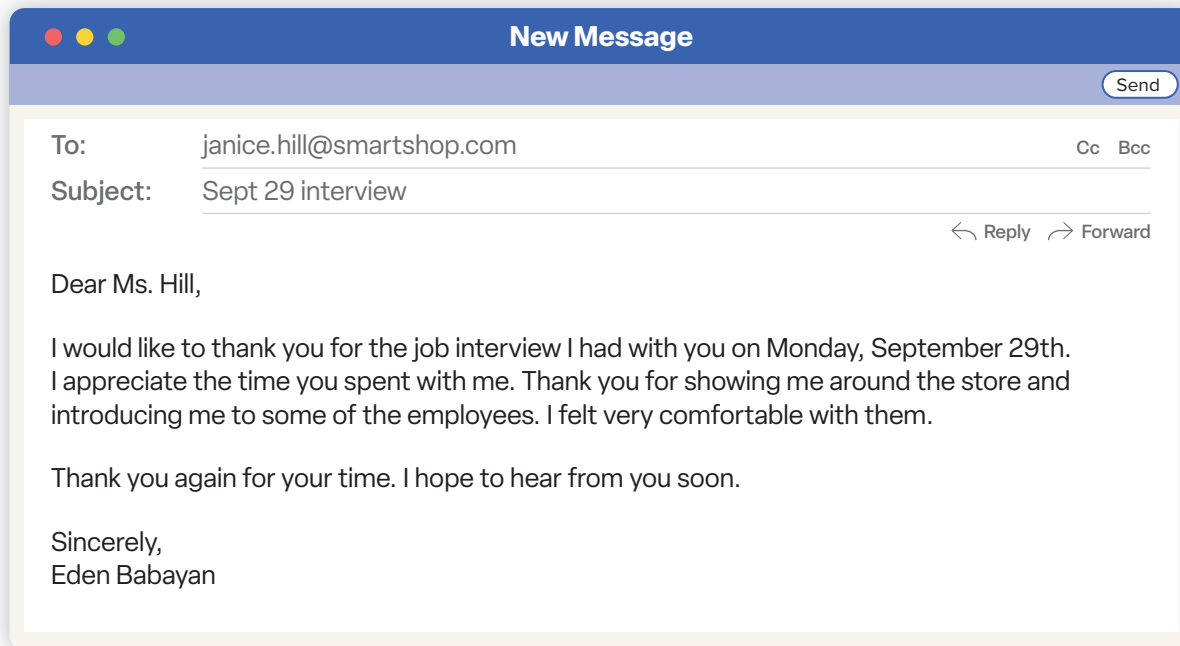 New Message
Send
To: janice.hill@smartshop.com Cc Bcc
Subject: Sept 29 interview
Reply Forward
Dear Ms. Hill,
I would like to thank you for the job interview I had with you on Monday, September 29th.
I appreciate the time you spent with me. Thank you for showing me around the store and
introducing me to some of the employees. I felt very comfortable with them.
Thank you again for your time. I hope to hear from you soon.
Sincerely,
Eden Babayan